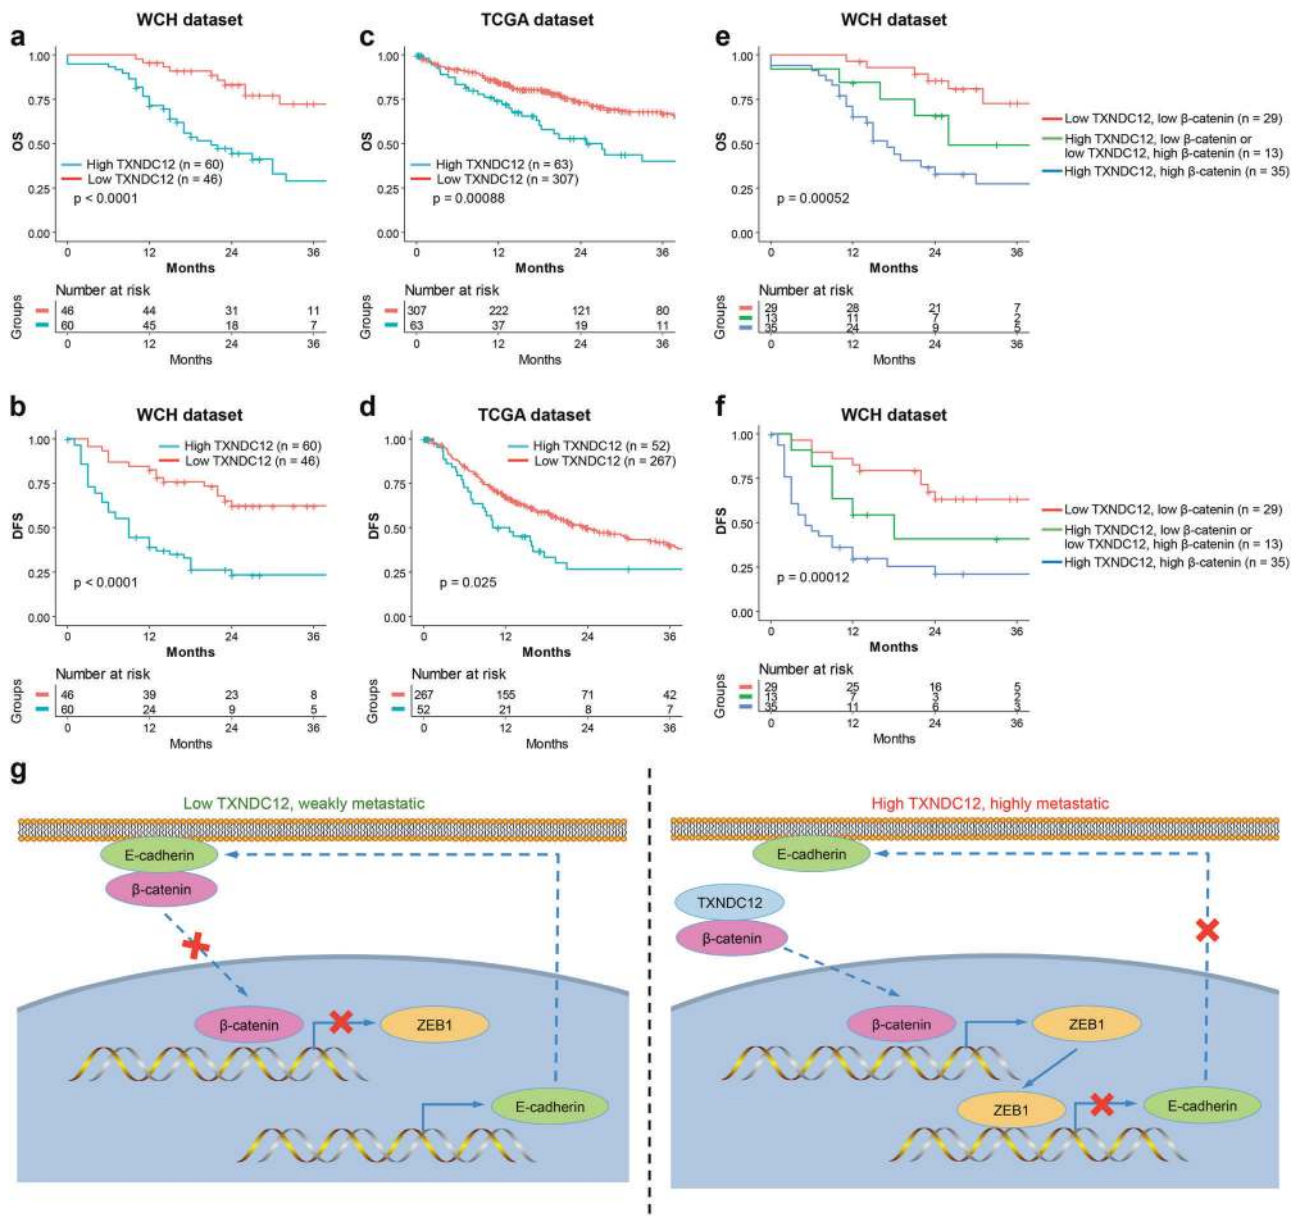 a
WCH dataset
1.00
0.75
0.50
0.25
0.00
OS
High TXNDC12 (n = 60)
Low TXNDC12 (n = 46)
p < 0.0001
0 12 24 36
Months
Number at risk
Groups
46 44 31 11
60 45 18 7
0 12 24 36
Months
c
TCGA dataset
1.00
0.75
0.50
0.25
0.00
OS
High TXNDC12 (n = 63)
Low TXNDC12 (n = 307)
p = 0.00088
0 12 24 36
Months
Number at risk
Groups
307 222 121 80
63 37 19 11
0 12 24 36
Months
e
WCH dataset
1.00
0.75
0.50
0.25
0.00
OS
p = 0.00052
0 12 24 36
Months
Low TXNDC12, low β-catenin (n = 29)
High TXNDC12, low β-catenin or
low TXNDC12, high β-catenin (n = 13)
High TXNDC12, high β-catenin (n = 35)
Number at risk
Groups
29 28 21 7
13 11 7 2
35 24 9 5
0 12 24 36
Months
b
WCH dataset
1.00
0.75
0.50
0.25
0.00
DFS
High TXNDC12 (n = 60)
Low TXNDC12 (n = 46)
p < 0.0001
0 12 24 36
Months
Number at risk
Groups
46 39 23 8
60 24 9 5
0 12 24 36
Months
d
TCGA dataset
1.00
0.75
0.50
0.25
0.00
DFS
High TXNDC12 (n = 52)
Low TXNDC12 (n = 267)
p = 0.025
0 12 24 36
Months
Number at risk
Groups
267 155 71 42
52 21 8 7
0 12 24 36
Months
f
WCH dataset
1.00
0.75
0.50
0.25
0.00
DFS
p = 0.00012
0 12 24 36
Months
Low TXNDC12, low β-catenin (n = 29)
High TXNDC12, low β-catenin or
low TXNDC12, high β-catenin (n = 13)
High TXNDC12, high β-catenin (n = 35)
Number at risk
Groups
29 25 16 5
13 7 3 2
35 11 6 3
0 12 24 36
Months
g
Low TXNDC12, weakly metastatic
E-cadherin
β-catenin
β-catenin
ZEB1
E-cadherin
High TXNDC12, highly metastatic
E-cadherin
TXNDC12
β-catenin
β-catenin
ZEB1
ZEB1
E-cadherin